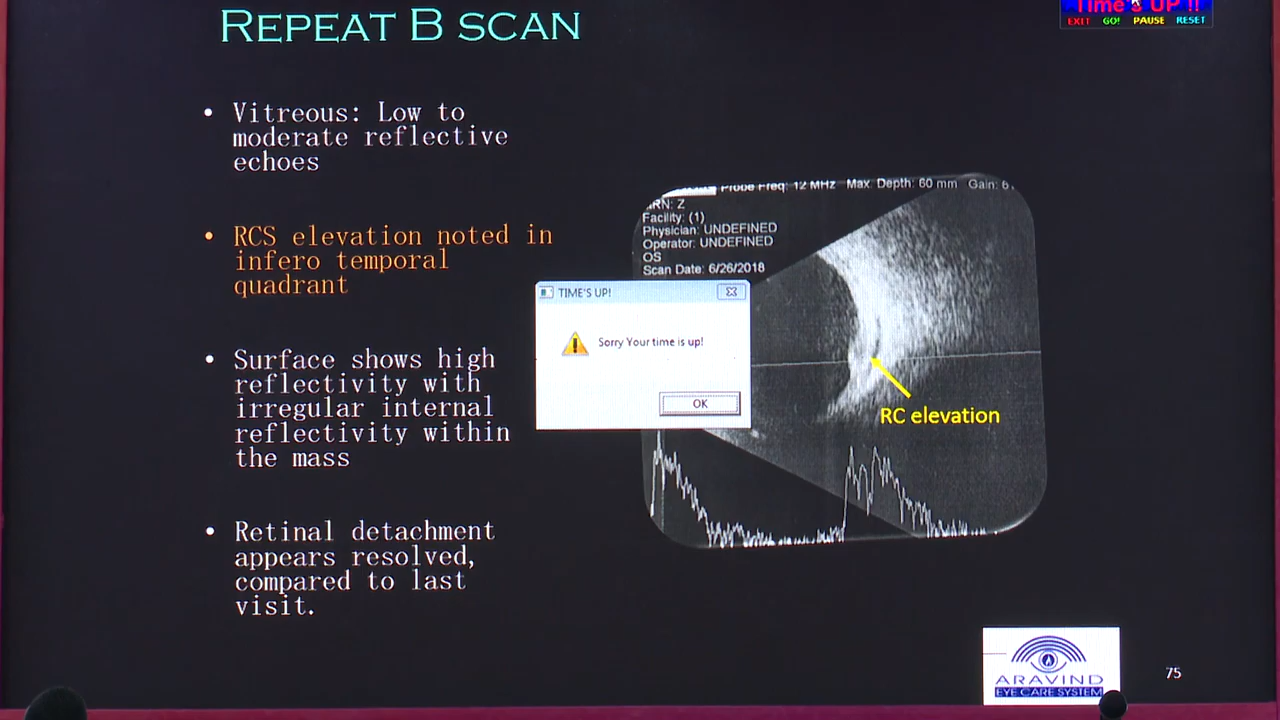 REPEAT B SCAN
Time's UP !!
EXIT GO! PAUSE RESET
• Vitreous: Low to
moderate reflective
echoes
• RCS elevation noted in
infero temporal
quadrant
• Surface shows high
reflectivity with
irregular internal
reflectivity within
the mass
• Retinal detachment
appears resolved,
compared to last
visit.
Probe Freq: 12 MHz Max. Depth: 60 mm Gain:
MRN: Z
Facility: (1)
Physician: UNDEFINED
Operator: UNDEFINED
OS
Scan Date: 6/26/2018
TIME'S UP!
Sorry Your time is up!
OK
RC elevation
ARAVIND
EYE CARE SYSTEM
75